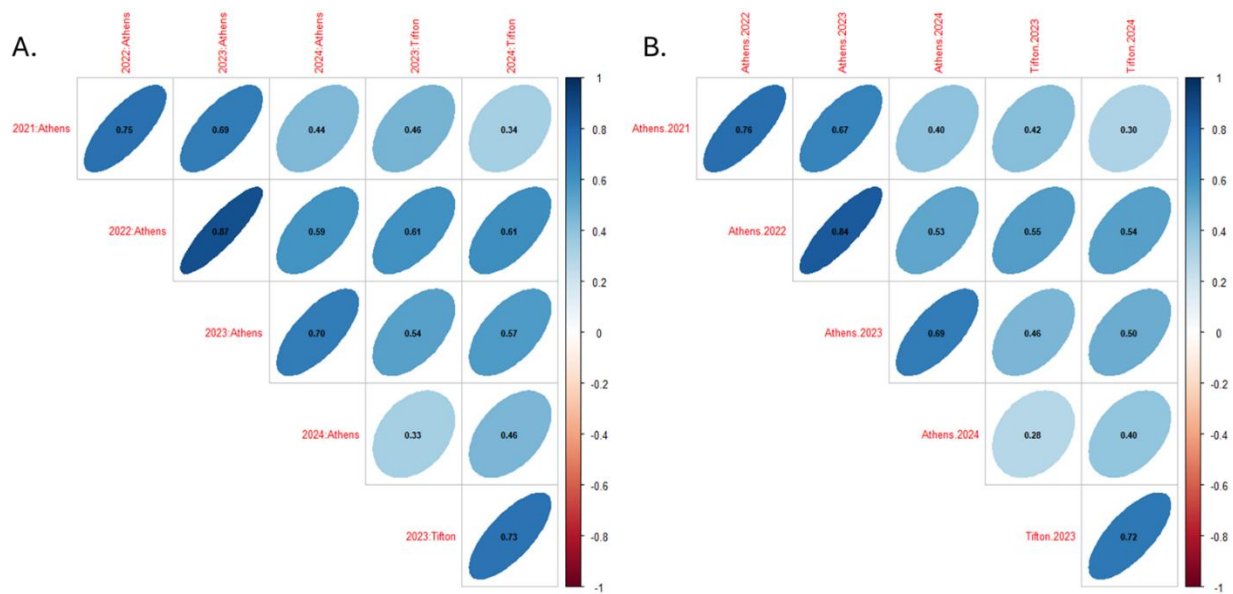 A.
2022:Athens
2023:Athens
2024:Athens
2023:Tifton
2024:Tifton
2021:Athens 0.75 0.69 0.44 0.46 0.34
2022:Athens 0.87 0.59 0.61 0.61
2023:Athens 0.70 0.54 0.57
2024:Athens 0.33 0.46
2023:Tifton 0.73
1
0.8
0.6
0.4
0.2
0
-0.2
-0.4
-0.6
-0.8
-1
B.
Athens.2022
Athens.2023
Athens.2024
Tifton.2023
Tifton.2024
Athens.2021 0.76 0.67 0.40 0.42 0.30
Athens.2022 0.84 0.53 0.55 0.54
Athens.2023 0.69 0.46 0.50
Athens.2024 0.28 0.40
Tifton.2023 0.72
1
0.8
0.6
0.4
0.2
0
-0.2
-0.4
-0.6
-0.8
-1